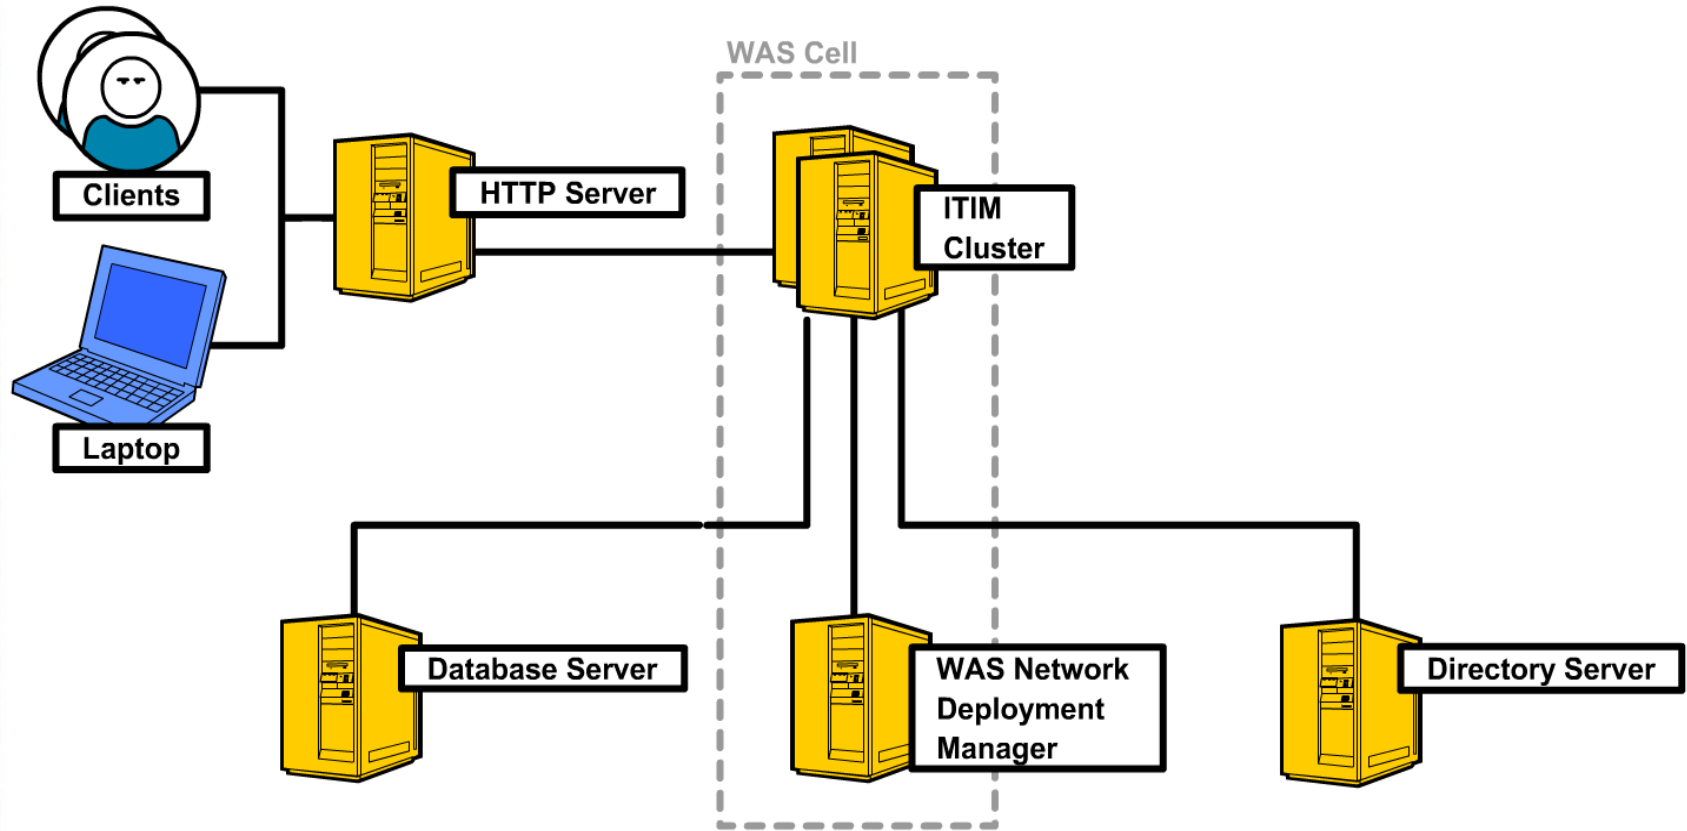 WAS Cell
Clients
HTTP Server
ITIM
Cluster
Laptop
Database Server
WAS Network
Deployment
Manager
Directory Server